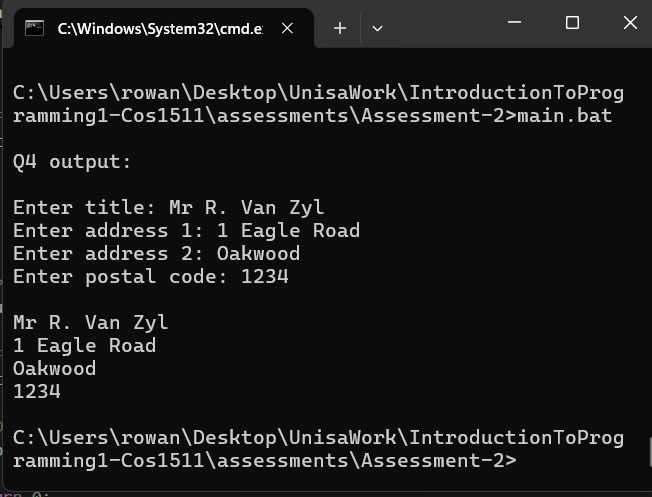 C:\Windows\System32\cmd.e
C:\Users\rowan\Desktop\UnisaWork\IntroductionToProg
ramming1-Cos1511\assessments\Assessment-2>main.bat
Q4 output:
Enter title: Mr R. Van Zyl
Enter address 1: 1 Eagle Road
Enter address 2: Oakwood
Enter postal code: 1234
Mr R. Van Zyl
1 Eagle Road
Oakwood
1234
C:\Users\rowan\Desktop\UnisaWork\IntroductionToProg
ramming1-Cos1511\assessments\Assessment-2>